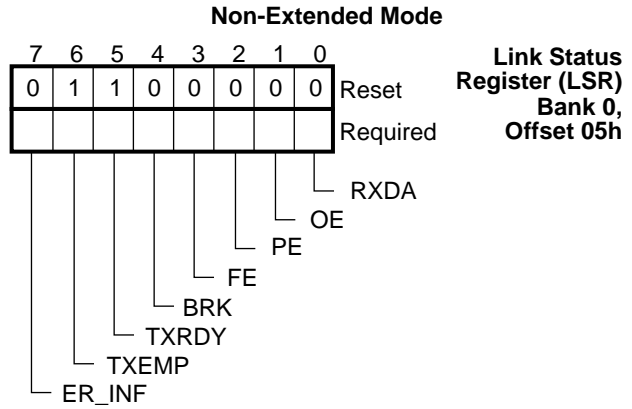 Non-Extended Mode
7 6 5 4 3 2 1 0
Link Status
Register (LSR)
Bank 0,
Offset 05h
0 1 1 0 0 0 0 0 Reset
Required
RXDA
OE
PE
FE
BRK
TXRDY
TXEMP
ER_INF